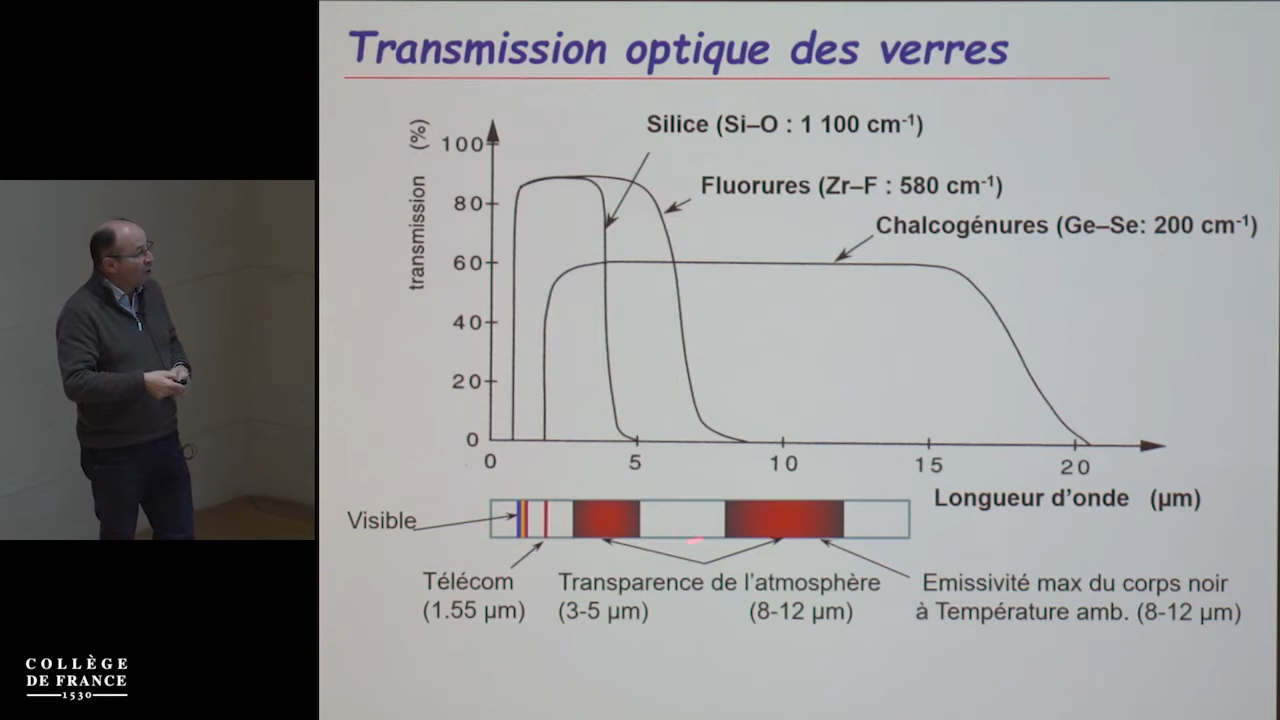 Transmission optique des verres
Silice (Si–O : 1 100 cm-1)
Fluorures (Zr–F : 580 cm-1)
Chalcogénures (Ge–Se: 200 cm-1)
transmission (%)
100
80
60
40
20
0
0 5 10 15 20
Longueur d'onde (µm)
Visible
Télécom
(1.55 µm)
Transparence de l'atmosphère
(3-5 µm) (8-12 µm)
Emissivité max du corps noir
à Température amb. (8-12 µm)
COLLÈGE
DE FRANCE
1530